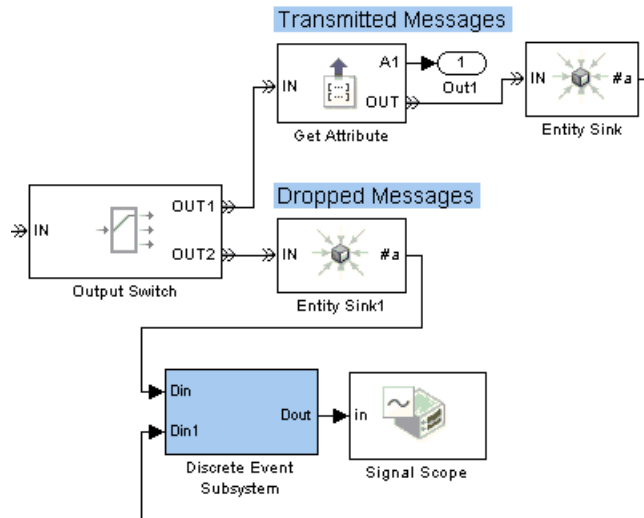 Transmitted Messages
IN
A1
OUT
Get Attribute
1
Out1
IN
#a
Entity Sink
IN
OUT1
OUT2
Output Switch
Dropped Messages
IN
#a
Entity Sink1
Din
Din1
Dout
Discrete Event
Subsystem
in
Signal Scope